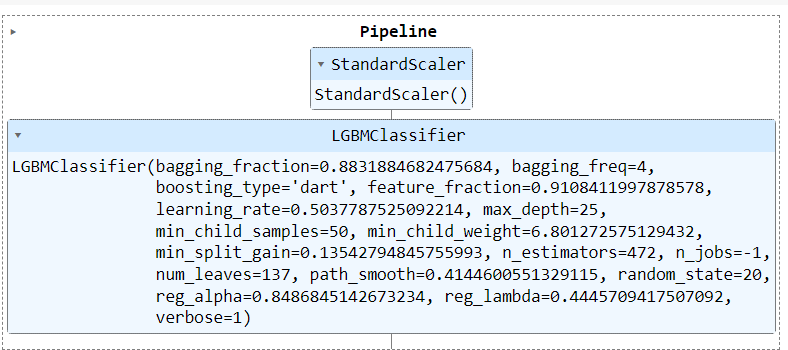 Pipeline
StandardScaler
StandardScaler()
LGBMClassifier
LGBMClassifier(bagging_fraction=0.8831884682475684, bagging_freq=4,
boosting_type='dart', feature_fraction=0.9108411997878578,
learning_rate=0.5037787525092214, max_depth=25,
min_child_samples=50, min_child_weight=6.801272575129432,
min_split_gain=0.13542794845755993, n_estimators=472, n_jobs=-1,
num_leaves=137, path_smooth=0.4144600551329115, random_state=20,
reg_alpha=0.8486845142673234, reg_lambda=0.4445709417507092,
verbose=1)